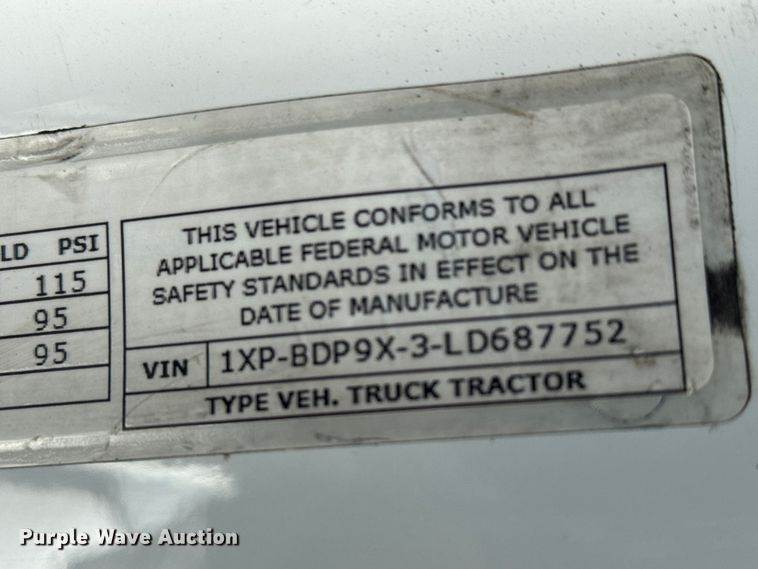 LD PSI
115
95
95
THIS VEHICLE CONFORMS TO ALL
APPLICABLE FEDERAL MOTOR VEHICLE
SAFETY STANDARDS IN EFFECT ON THE
DATE OF MANUFACTURE
VIN 1XP-BDP9X-3-LD687752
TYPE VEH. TRUCK TRACTOR
Purple Wave Auction